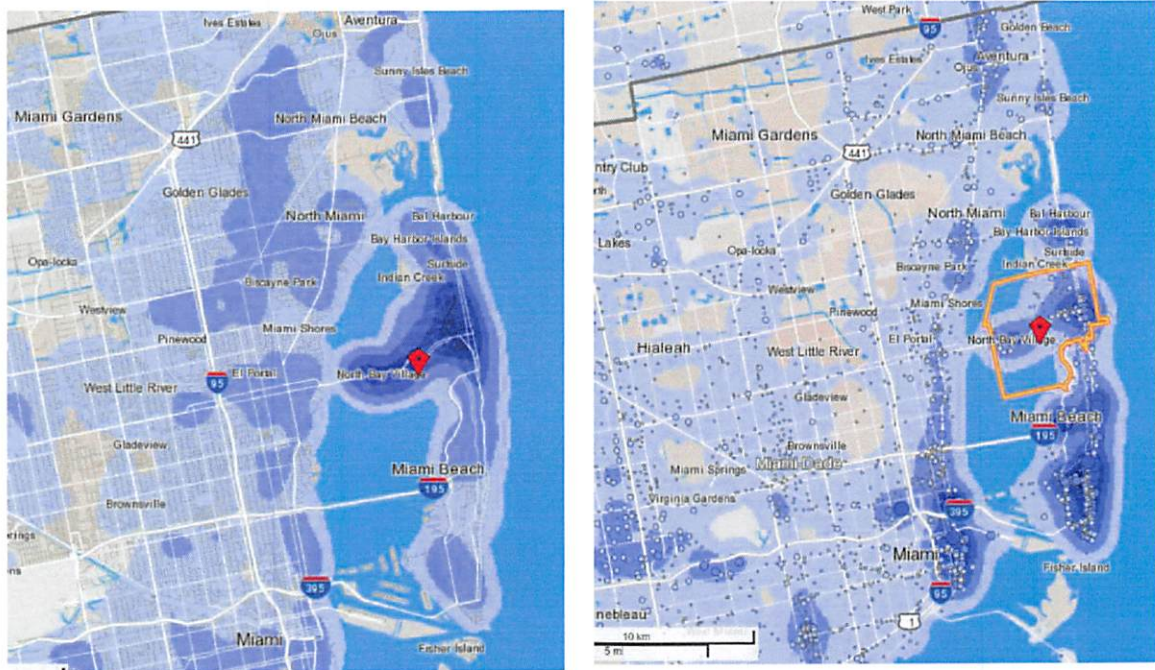 Ives Estates
Aventura
Ojus
Sunny Isles Beach
Miami Gardens
North Miami Beach
441
Golden Glades
North Miami
Bal Harbour
Bay Harbor Islands
Surfside
Indian Creek
Opa-locka
Biscayne Park
Westview
Miami Shores
Pinewood
El Portal
North Bay Village
West Little River
95
Gladeview
Miami Beach
195
Brownsville
prings
ens
395
Miami
Fisher Island
West Park
95
Golden Beach
Ives Estates
Aventura
Ojus
Sunny Isles Beach
Miami Gardens
North Miami Beach
441
ntry Club
Golden Glades
North Miami
Bal Harbour
Bay Harbor Islands
Lakes
Opa-locka
Surfside
Indian Creek
Biscayne Park
Westview
Miami Shores
Pinewood
El Portal
North Bay Village
Hialeah
West Little River
Gladeview
Miami Beach
195
Brownsville
Miami Springs
Miami Dade
Virginia Gardens
395
Miami
Fisher Island
95
nebleau
1
10 km
5 mi